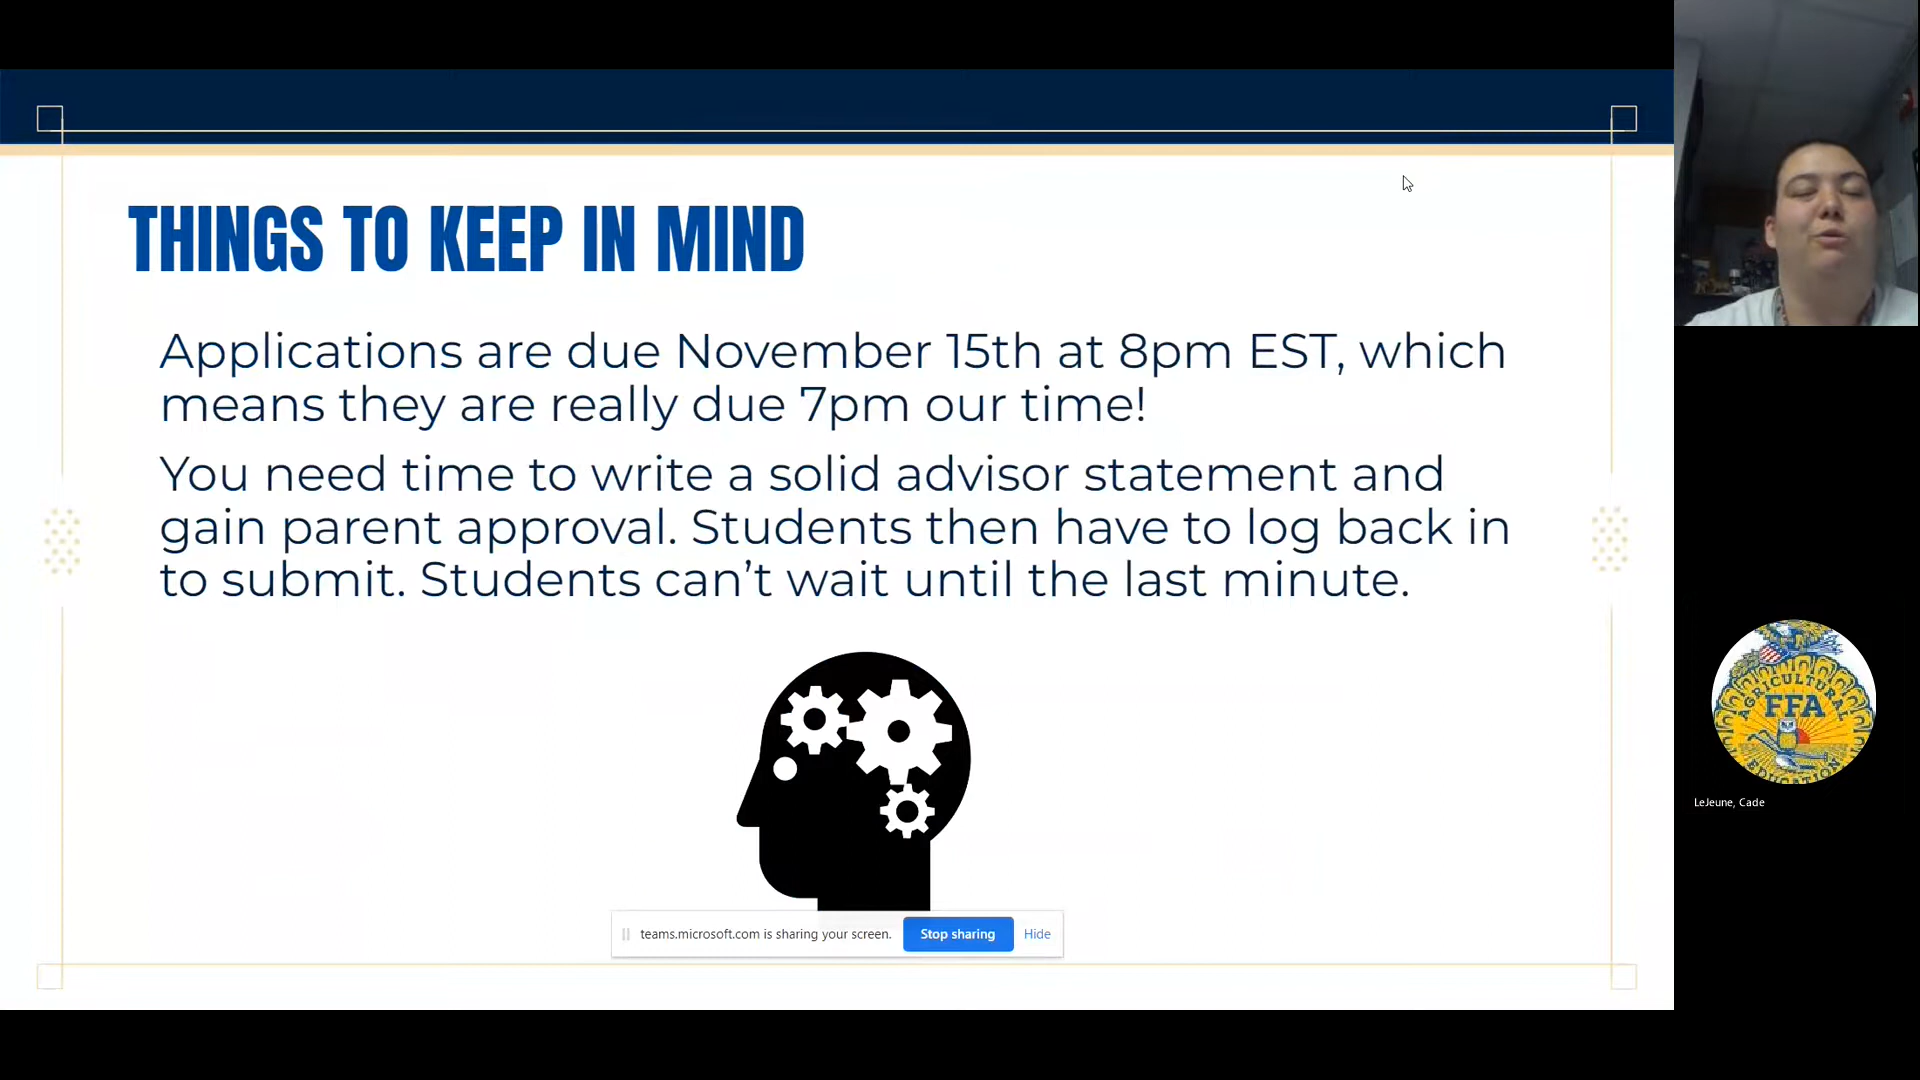 THINGS TO KEEP IN MIND
Applications are due November 15th at 8pm EST, which
means they are really due 7pm our time!
You need time to write a solid advisor statement and
gain parent approval. Students then have to log back in
to submit. Students can’t wait until the last minute.
teams.microsoft.com is sharing your screen.
Stop sharing
Hide
AGRICULTURAL
FFA
EDUCATION
LeJeune, Cade